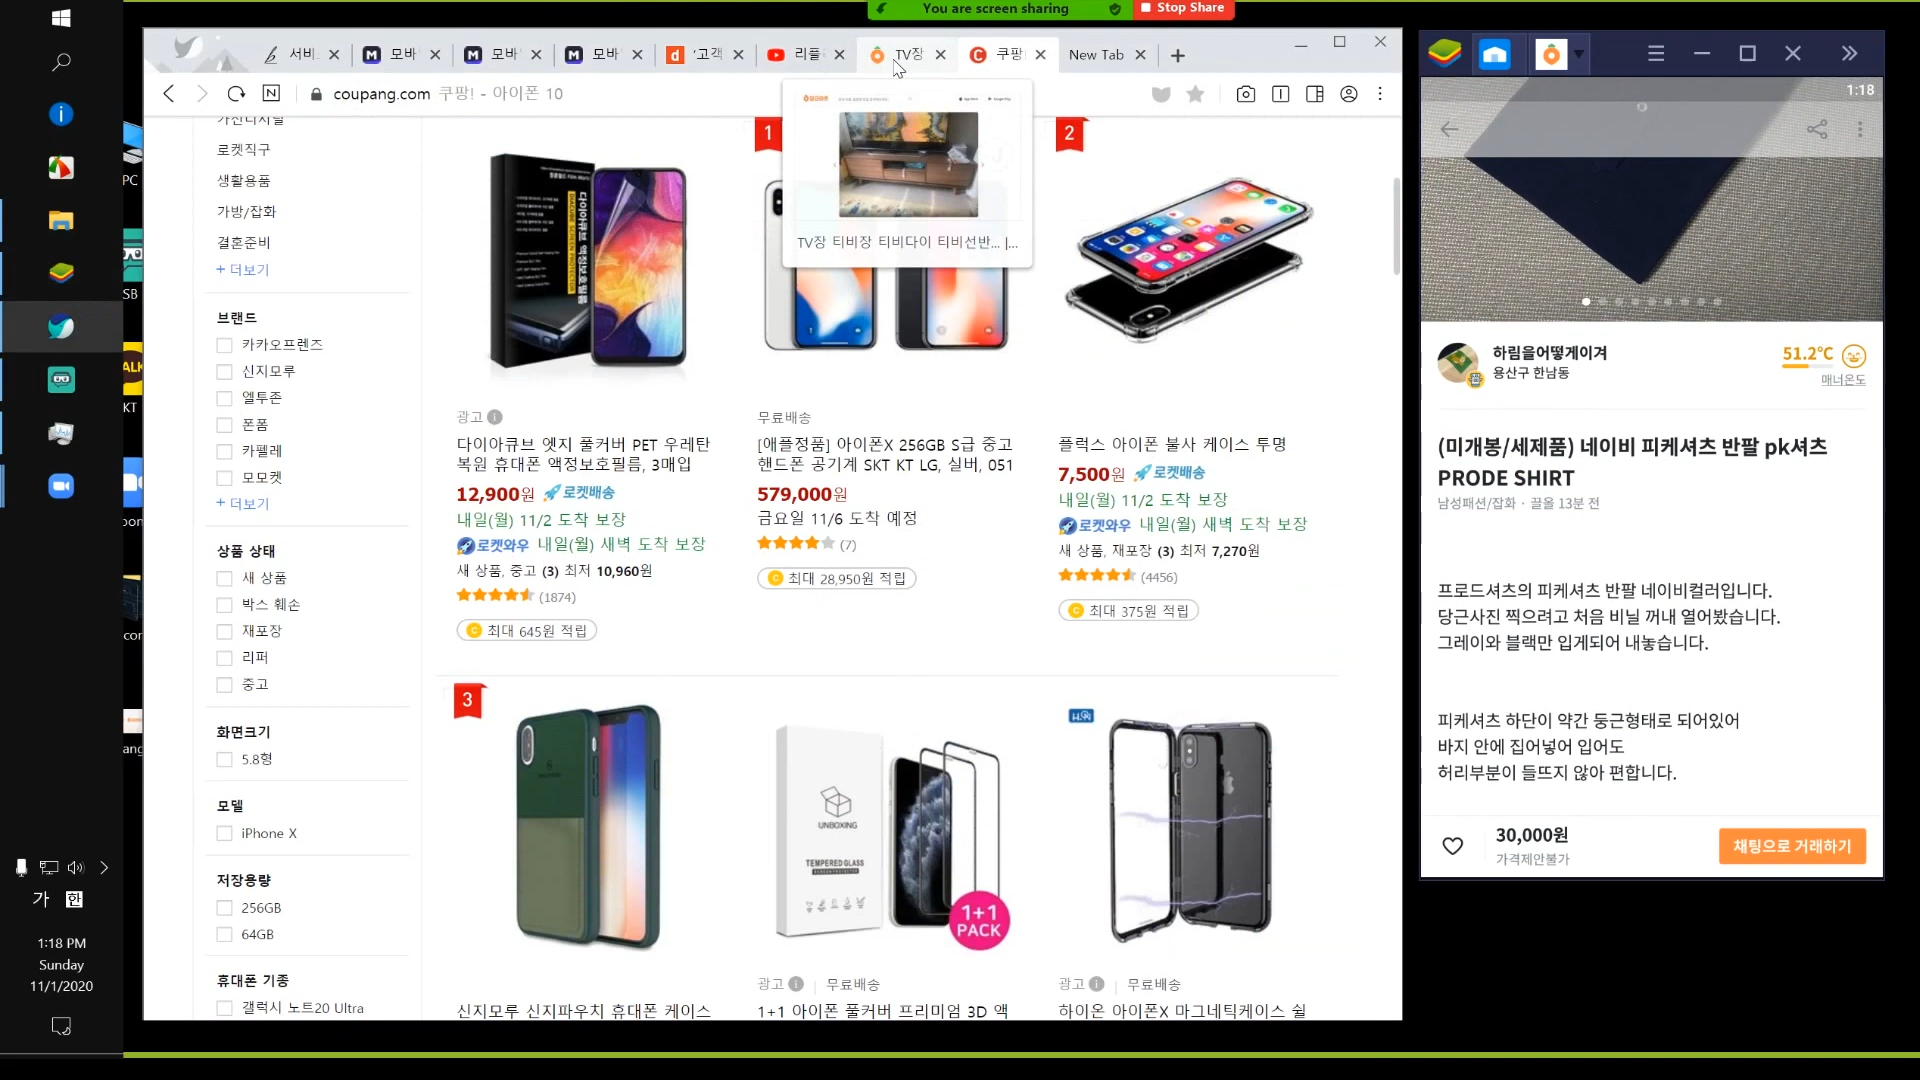 You are screen sharing
Stop Share
서비
모바
모바
모바
'고객
리플
TV장
쿠팡!
New Tab
coupang.com 쿠팡! - 아이폰 10
TV장 티비장 티비다이 티비선반... |...
가전디지털
로켓직구
생활용품
가방/잡화
결혼준비
+ 더보기
브랜드
카카오프렌즈
신지모루
엘투존
폰폼
카펠레
모모켓
+ 더보기
상품 상태
새 상품
박스 훼손
재포장
리퍼
중고
화면크기
5.8형
모델
iPhone X
저장용량
256GB
64GB
휴대폰 기종
갤럭시 노트20 Ultra
광고
다이아큐브 엣지 풀커버 PET 우레탄
복원 휴대폰 액정보호필름, 3매입
12,900원 로켓배송
내일(월) 11/2 도착 보장
로켓와우 내일(월) 새벽 도착 보장
새 상품, 중고 (3) 최저 10,960원
(1874)
최대 645원 적립
1
무료배송
[애플정품] 아이폰X 256GB S급 중고
핸드폰 공기계 SKT KT LG, 실버, 051
579,000원
금요일 11/6 도착 예정
(7)
최대 28,950원 적립
2
플럭스 아이폰 불사 케이스 투명
7,500원 로켓배송
내일(월) 11/2 도착 보장
로켓와우 내일(월) 새벽 도착 보장
새 상품, 재포장 (3) 최저 7,270원
(4456)
최대 375원 적립
3
신지모루 신지파우치 휴대폰 케이스
UNBOXING
TEMPERED GLASS
1+1
PACK
광고 | 무료배송
1+1 아이폰 풀커버 프리미엄 3D 액
광고 | 무료배송
하이온 아이폰X 마그네틱케이스 쉴
1:18
하림을어떻게이겨
용산구 한남동
51.2°C
매너온도
(미개봉/세제품) 네이비 피케셔츠 반팔 pk셔츠
PRODE SHIRT
남성패션/잡화 · 끌올 13분 전
프로드셔츠의 피케셔츠 반팔 네이비컬러입니다.
당근사진 찍으려고 처음 비닐 꺼내 열어봤습니다.
그레이와 블랙만 입게되어 내놓습니다.
피케셔츠 하단이 약간 둥근형태로 되어있어
바지 안에 집어넣어 입어도
허리부분이 들뜨지 않아 편합니다.
30,000원
가격제안불가
채팅으로 거래하기
PC
SB
KT
가 한
1:18 PM
Sunday
11/1/2020